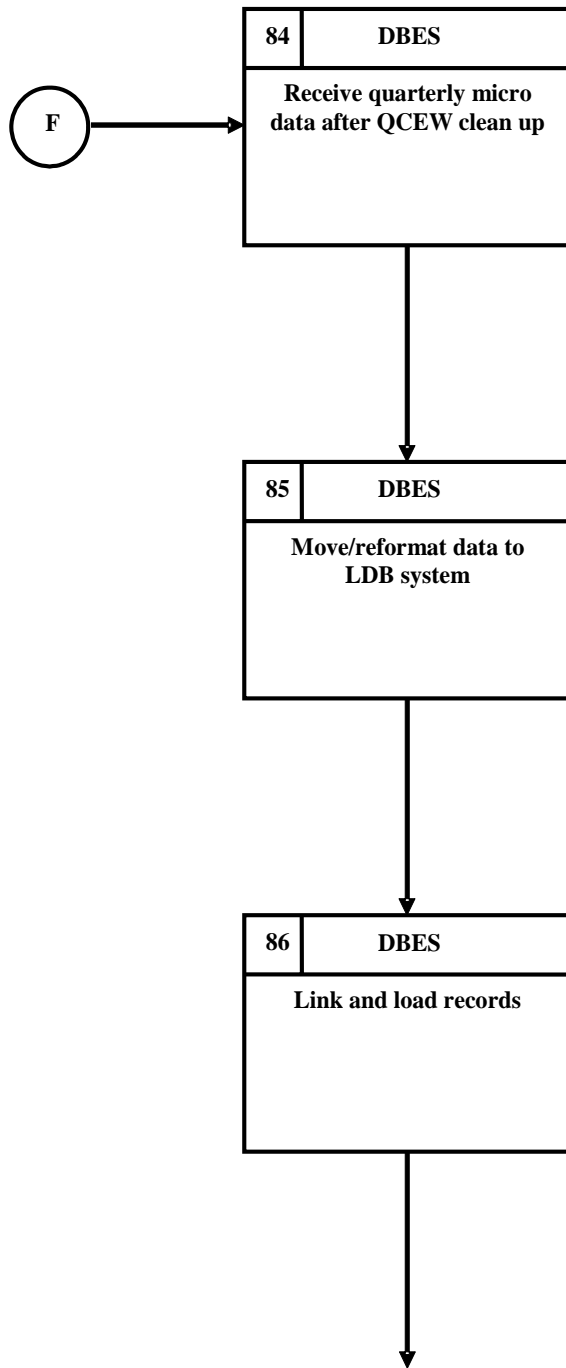 84 DBES
Receive quarterly micro
data after QCEW clean up
F
85 DBES
Move/reformat data to
LDB system
86 DBES
Link and load records